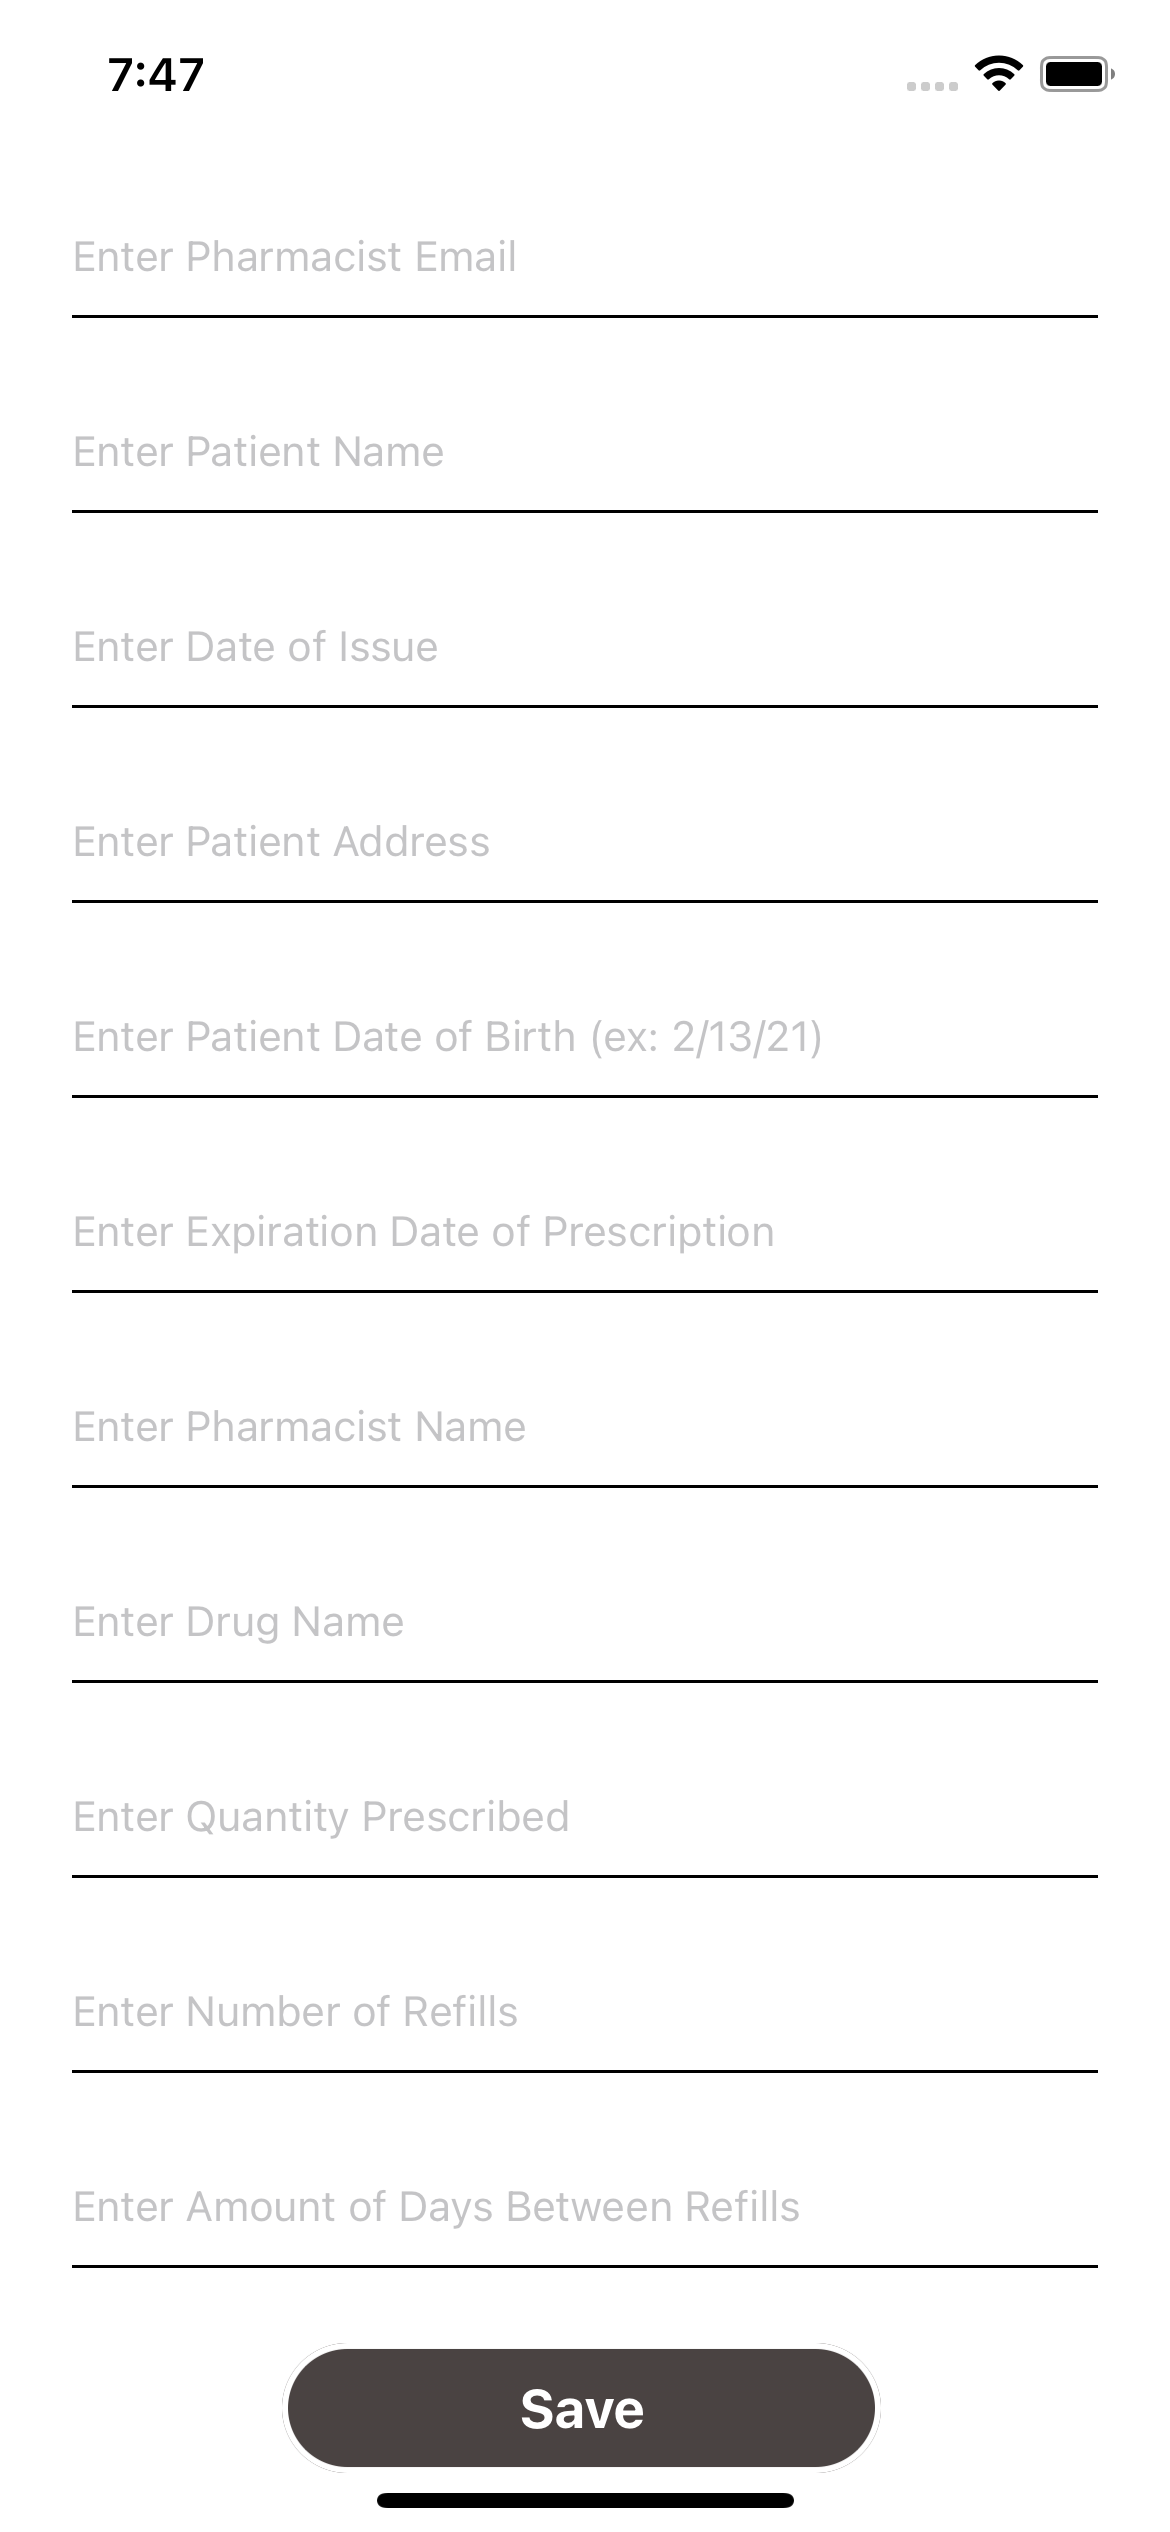 7:47
Enter Pharmacist Email
Enter Patient Name
Enter Date of Issue
Enter Patient Address
Enter Patient Date of Birth (ex: 2/13/21)
Enter Expiration Date of Prescription
Enter Pharmacist Name
Enter Drug Name
Enter Quantity Prescribed
Enter Number of Refills
Enter Amount of Days Between Refills
Save